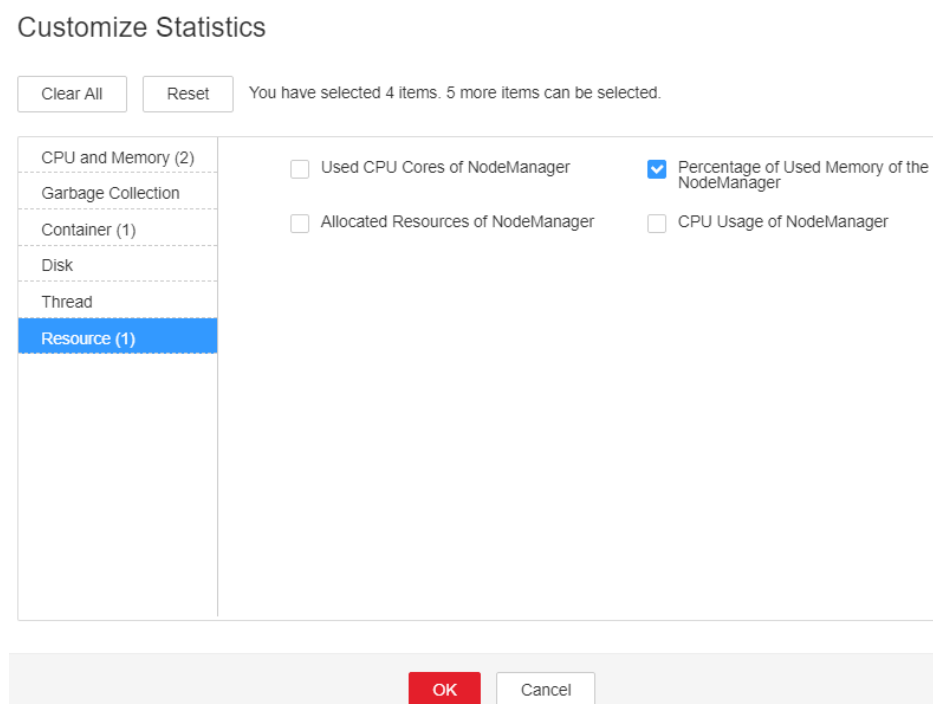 Customize Statistics
Clear All
Reset
You have selected 4 items. 5 more items can be selected.
CPU and Memory (2)
Garbage Collection
Container (1)
Disk
Thread
Resource (1)
Used CPU Cores of NodeManager
Percentage of Used Memory of the
NodeManager
Allocated Resources of NodeManager
CPU Usage of NodeManager
OK
Cancel